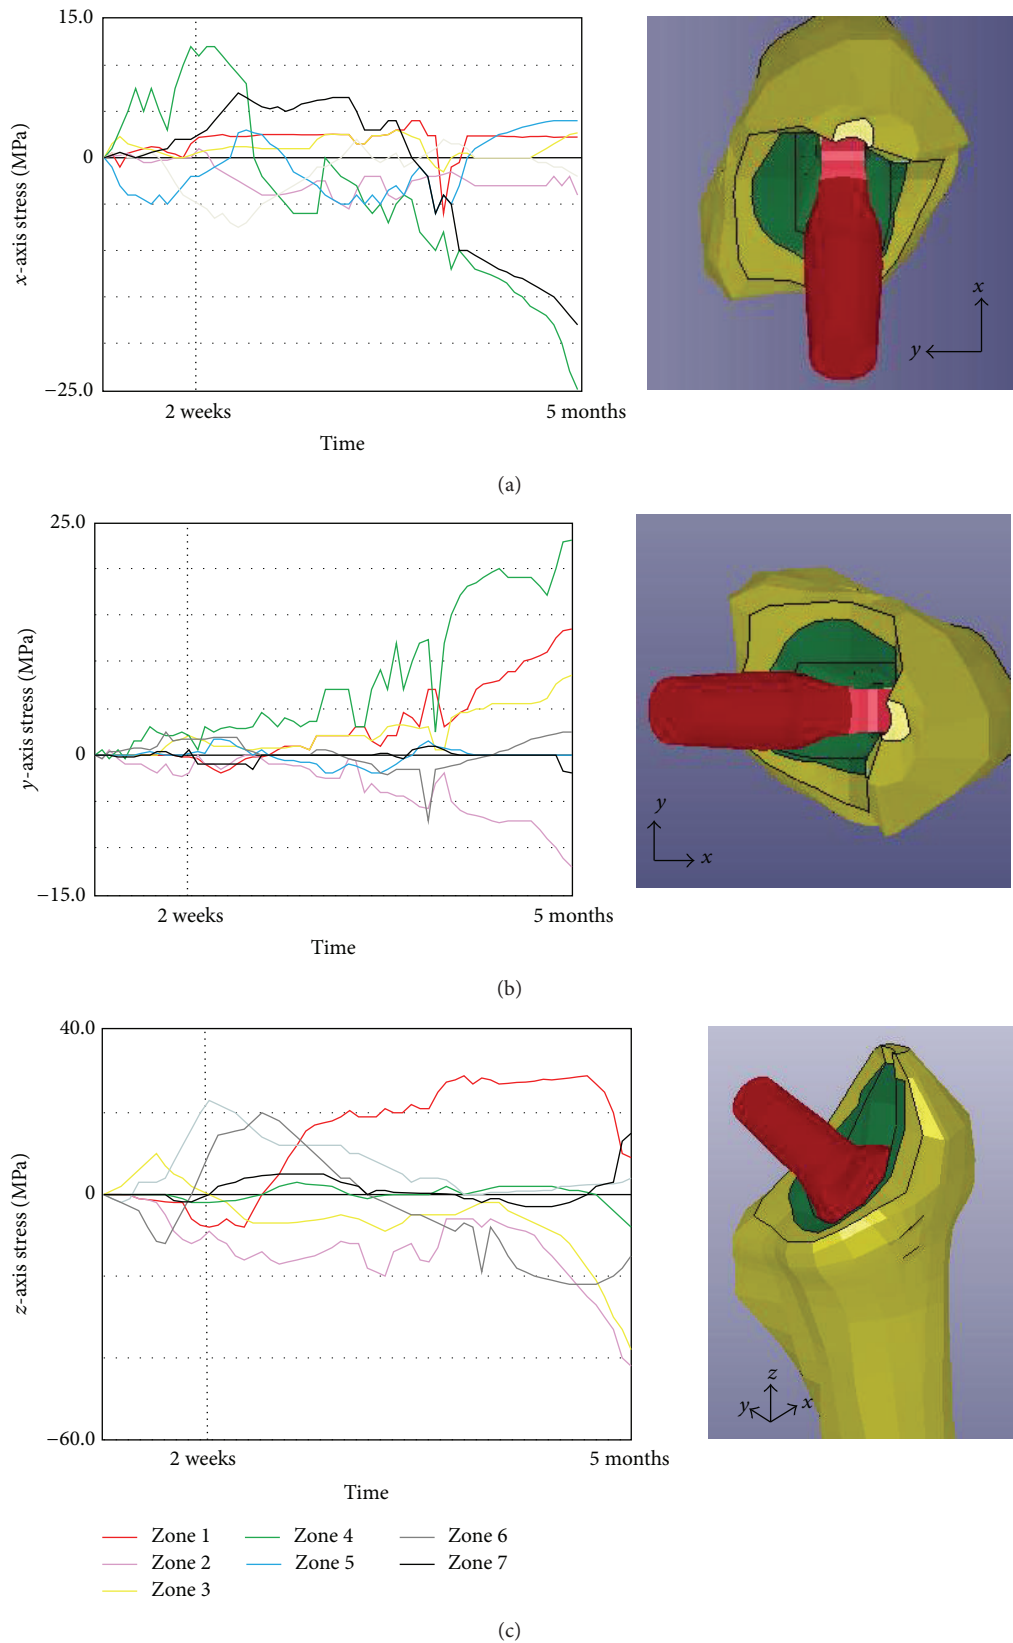 15.0
0
−25.0
x-axis stress (MPa)
2 weeks
5 months
Time
x
y
(a)
25.0
0
−15.0
y-axis stress (MPa)
2 weeks
5 months
Time
y
x
(b)
40.0
0
−60.0
z-axis stress (MPa)
2 weeks
5 months
Time
z
y
x
Zone 1
Zone 4
Zone 6
Zone 2
Zone 5
Zone 7
Zone 3
(c)